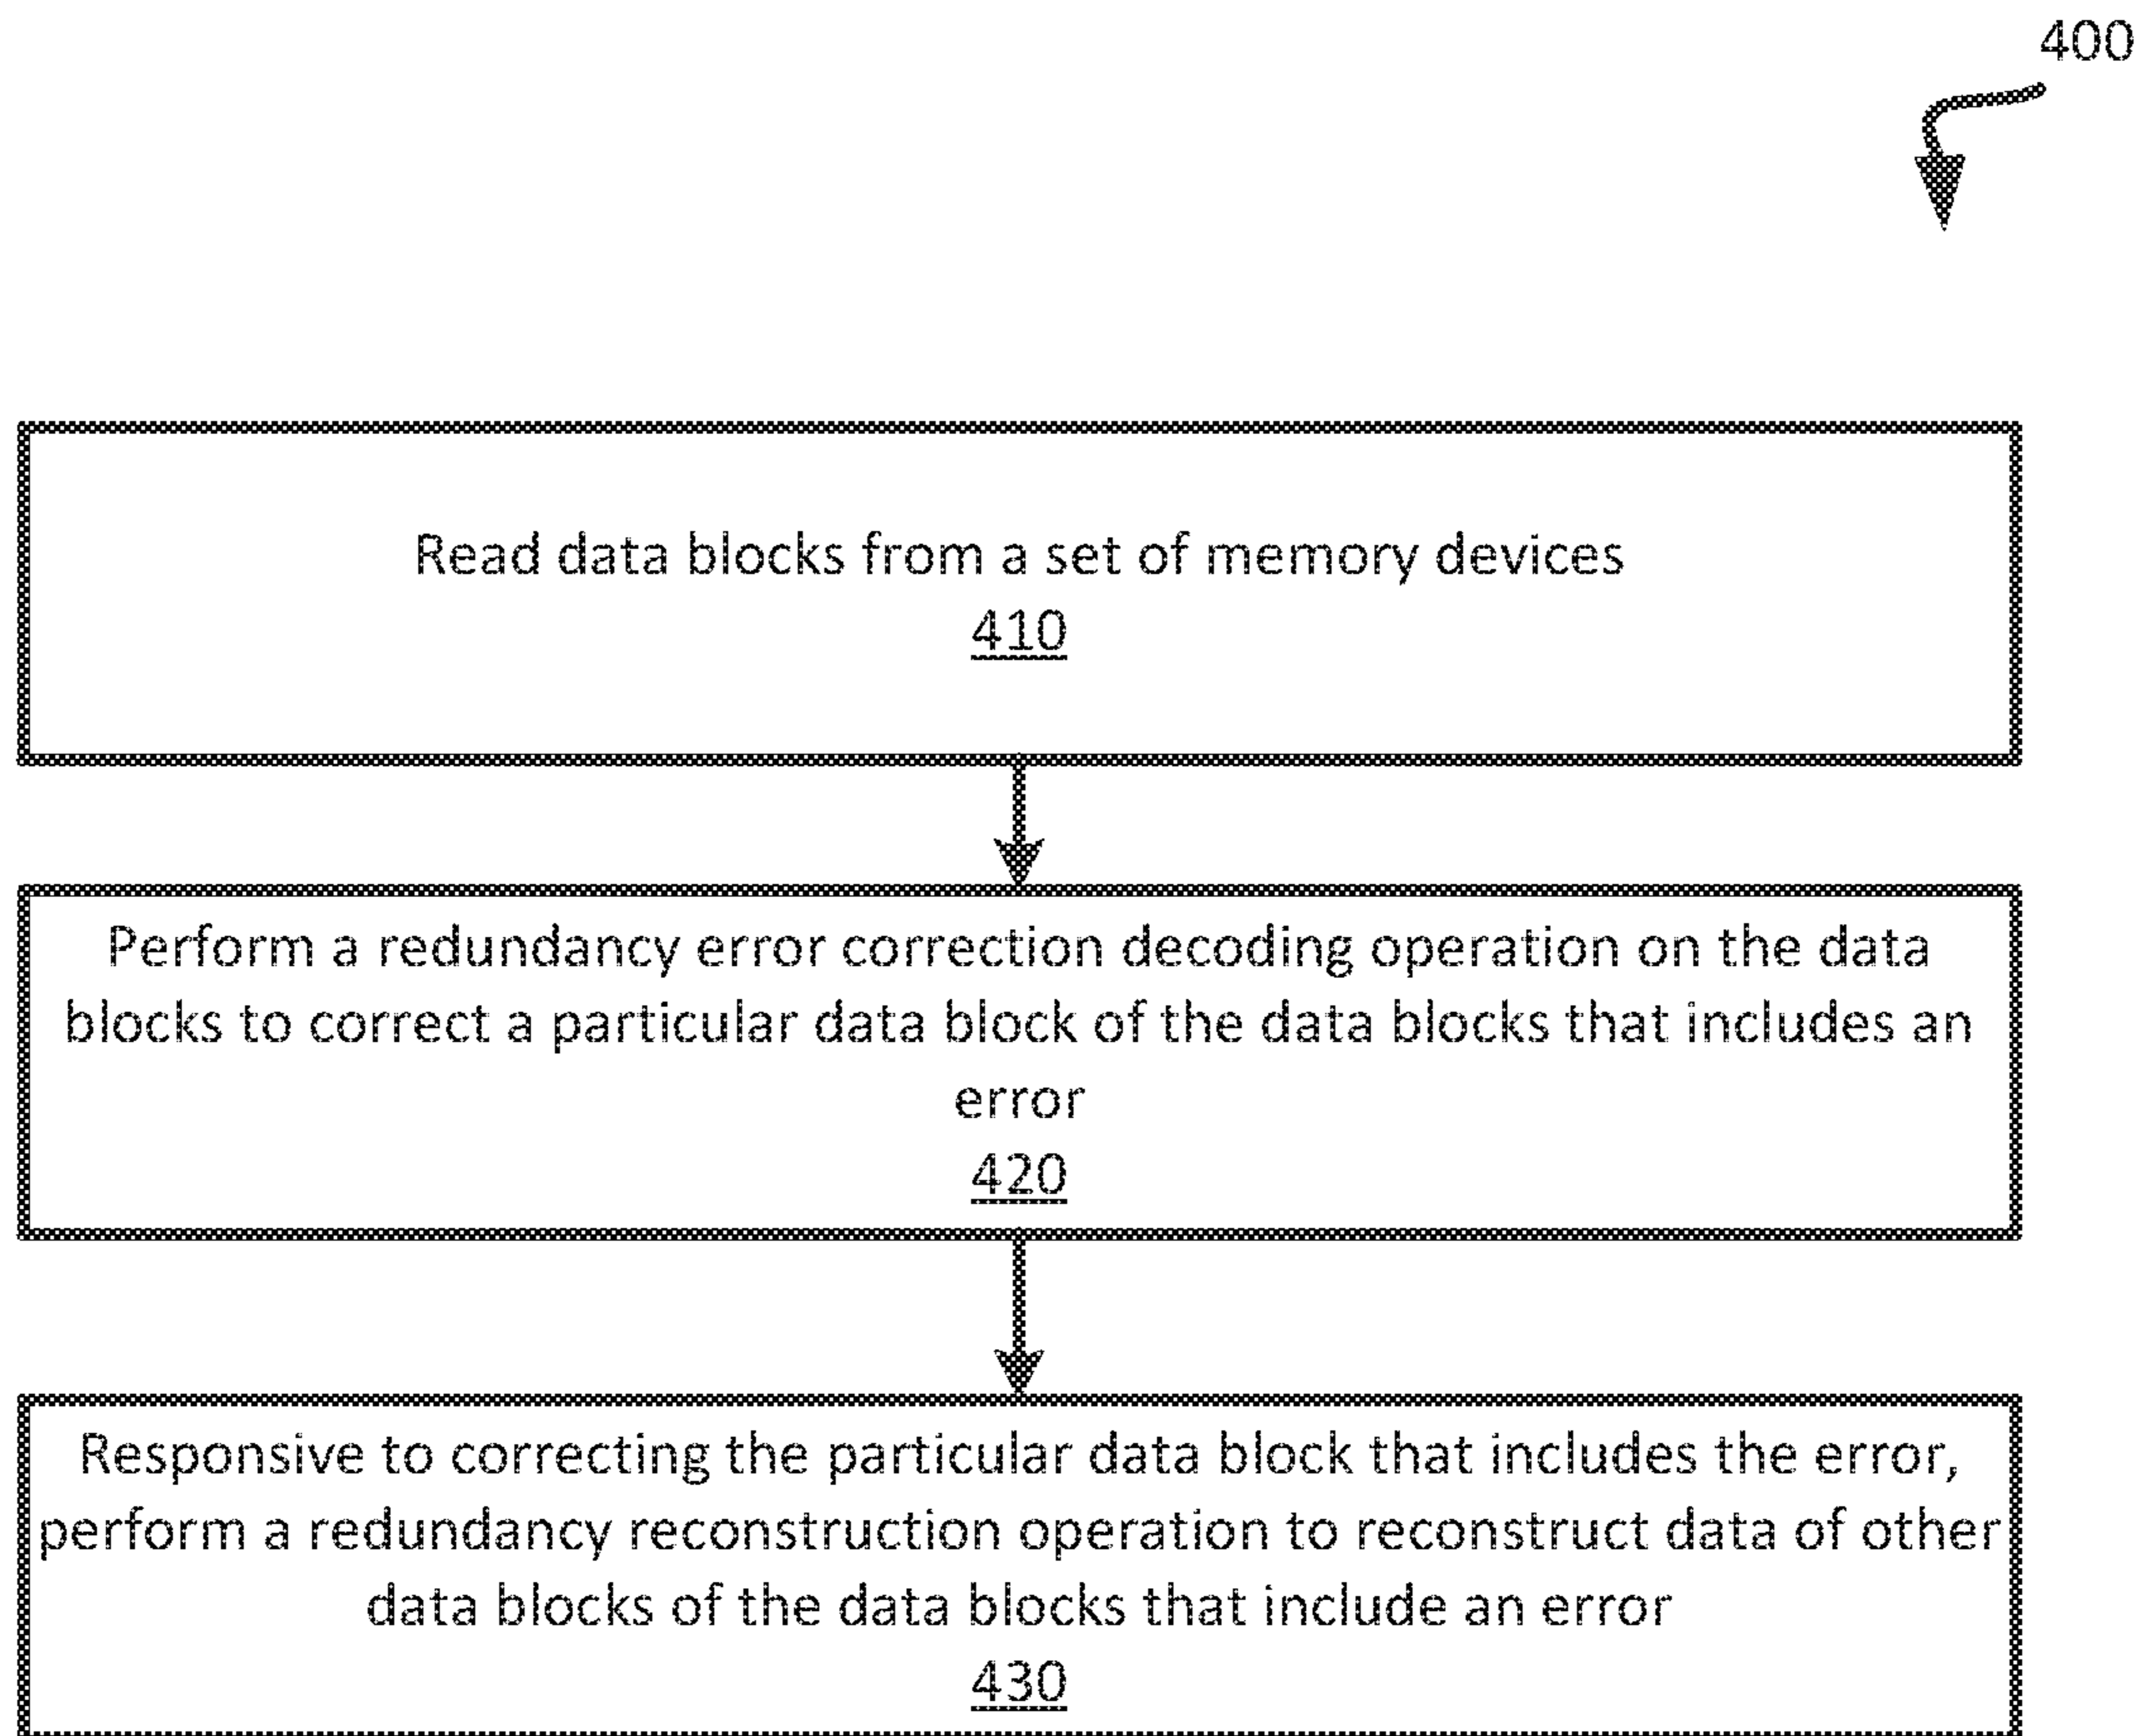 400
Read data blocks from a set of memory devices
410
Perform a redundancy error correction decoding operation on the data
blocks to correct a particular data block of the data blocks that includes an
error
420
Responsive to correcting the particular data block that includes the error,
perform a redundancy reconstruction operation to reconstruct data of other
data blocks of the data blocks that include an error
430